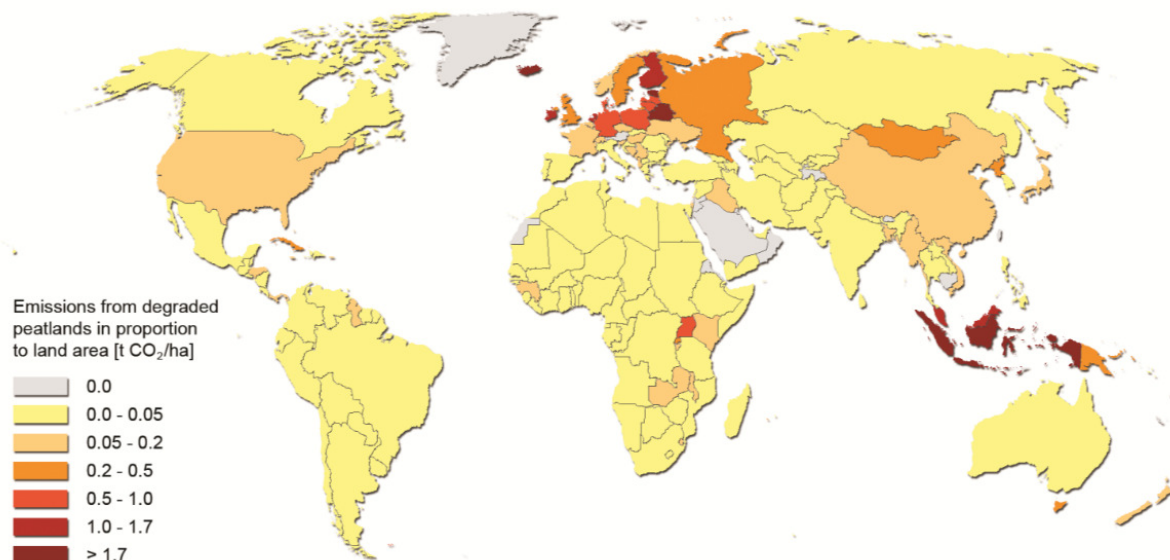 Emissions from degraded
peatlands in proportion
to land area [t CO₂/ha]
0.0
0.0 - 0.05
0.05 - 0.2
0.2 - 0.5
0.5 - 1.0
1.0 - 1.7
> 1.7